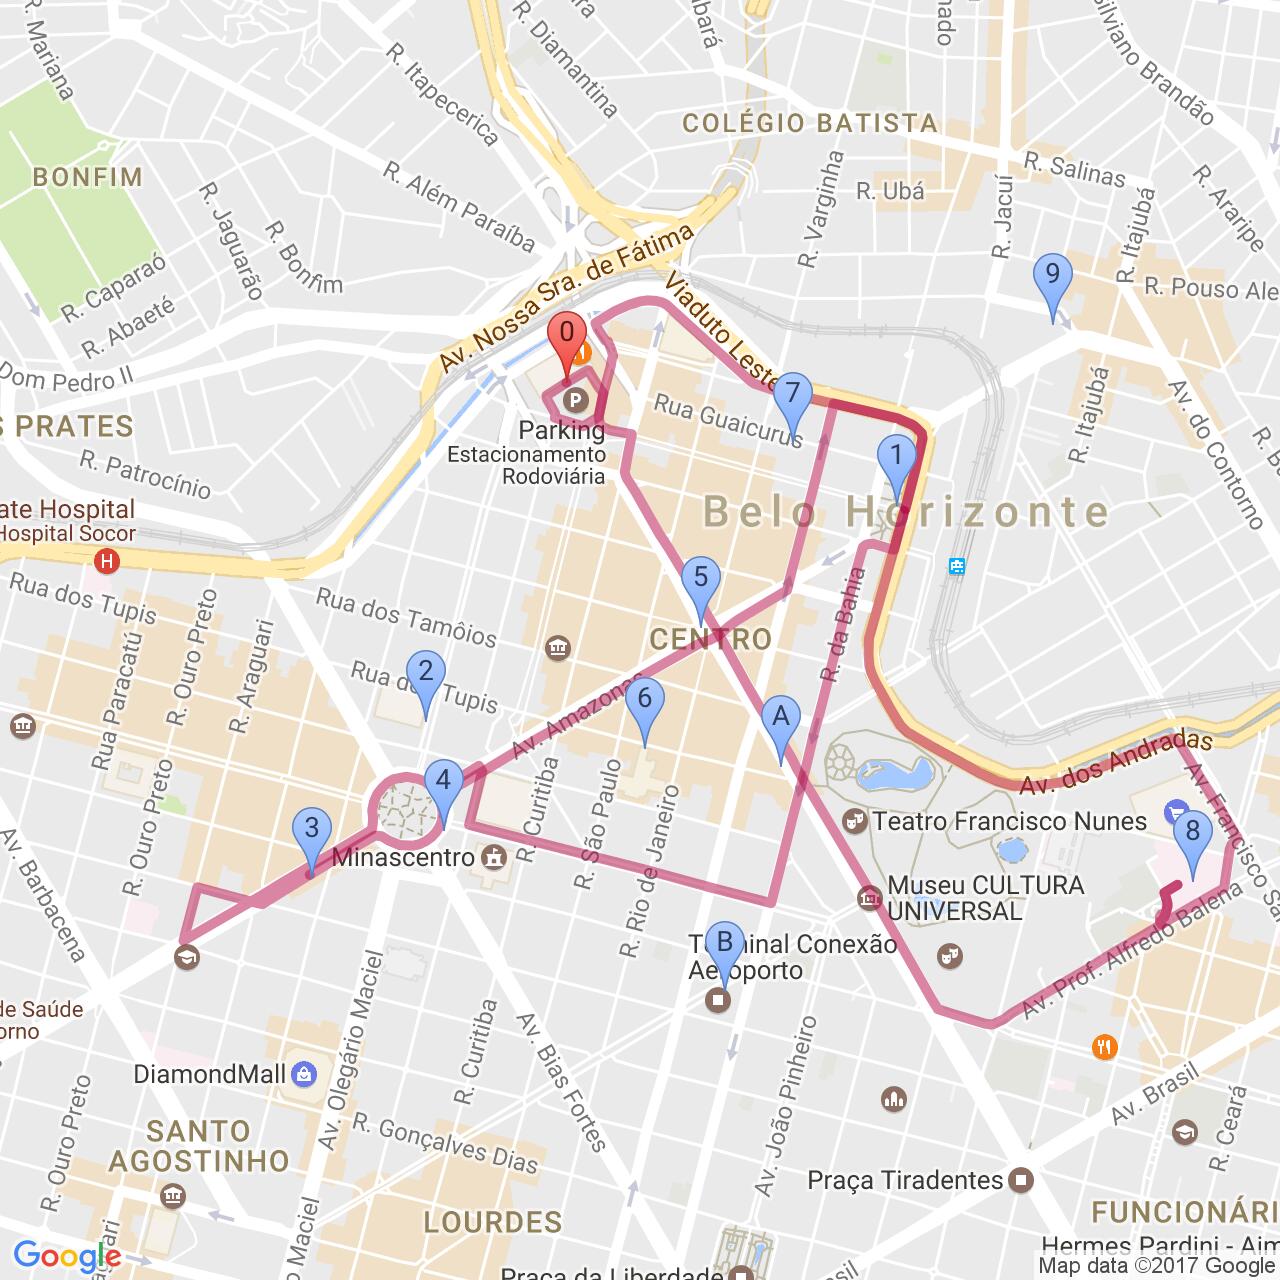 R. Mariana
R. Diamantina
R. Itapecerica
COLÉGIO BATISTA
R. Salinas
R. Ubá
R. Varginha
R. Jacuí
R. Itajubá
R. Araripe
Silviano Brandão
BONFIM
R. Além Paraíba
R. Jaguarão
R. Bonfim
R. Caparaó
R. Abaeté
Av. Nossa Sra. de Fátima
Viaduto Leste
9
R. Pouso Ale
Dom Pedro II
0
7
Rua Guaicurus
R. Itajubá
Av. do Contorno
S PRATES
R. Patrocínio
P
Parking
Estacionamento
Rodoviária
1
Belo Horizonte
ate Hospital
Hospital Socor
H
Rua dos Tupis
R. Ouro Preto
Rua dos Tamôios
5
CENTRO
R. da Bahia
Rua Paracatú
R. Araguari
2
Rua dos Tupis
6
A
Av. Amazonas
Av. dos Andradas
Av. Francisco Sa
4
3
R. Ouro Preto
R. Curitiba
R. São Paulo
R. Rio de Janeiro
Minascentro
Teatro Francisco Nunes
8
Museu CULTURA
UNIVERSAL
Av. Prof. Alfredo Balena
Av. Barbacena
B
Terminal Conexão
Aeroporto
de Saúde
orno
Av. Olegário Maciel
R. Curitiba
Av. Bias Fortes
Av. João Pinheiro
DiamondMall
R. Ouro Preto
SANTO
AGOSTINHO
R. Gonçalves Dias
Av. Brasil
R. Ceará
Praça Tiradentes
LOURDES
FUNCIONÁRI
Hermes Pardini - Aim
Praça da Liberdade
Google
Map data ©2017 Google